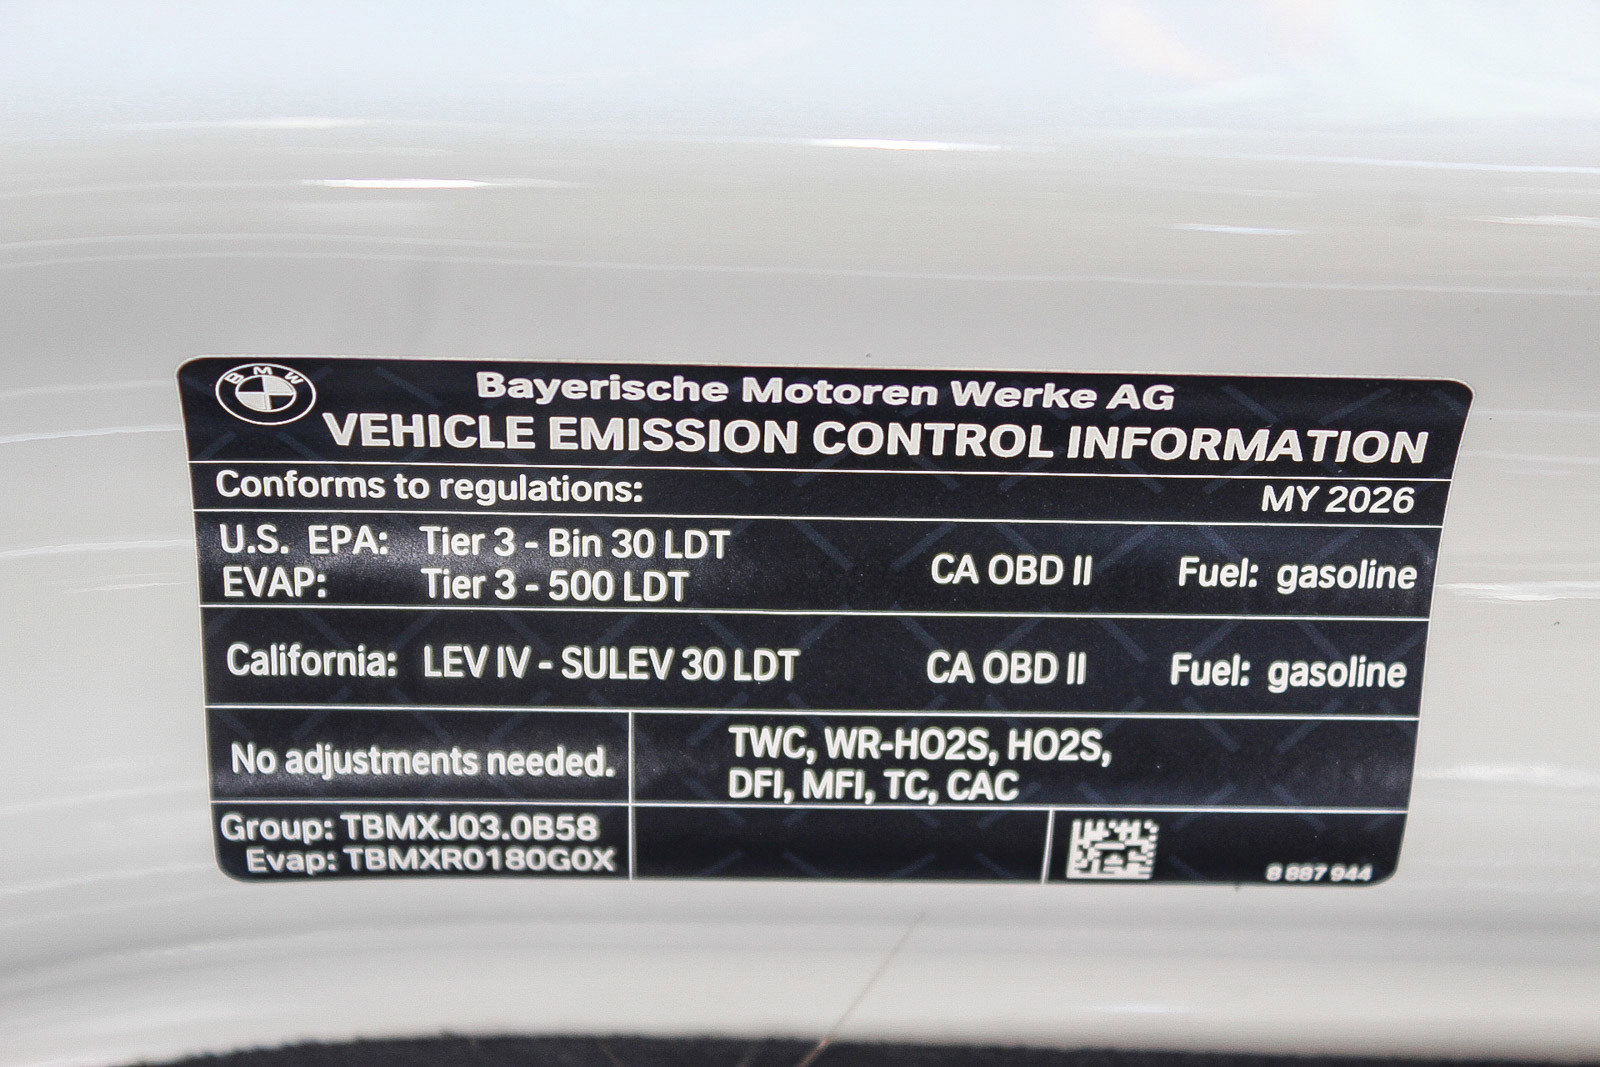 BMW
Bayerische Motoren Werke AG
VEHICLE EMISSION CONTROL INFORMATION
Conforms to regulations: MY 2026
U.S. EPA: Tier 3 - Bin 30 LDT CA OBD II Fuel: gasoline
EVAP: Tier 3 - 500 LDT
California: LEV IV - SULEV 30 LDT CA OBD II Fuel: gasoline
No adjustments needed.
TWC, WR-HO2S, HO2S,
DFI, MFI, TC, CAC
Group: TBMXJ03.0B58
Evap: TBMXR0180G0X
8 887 944